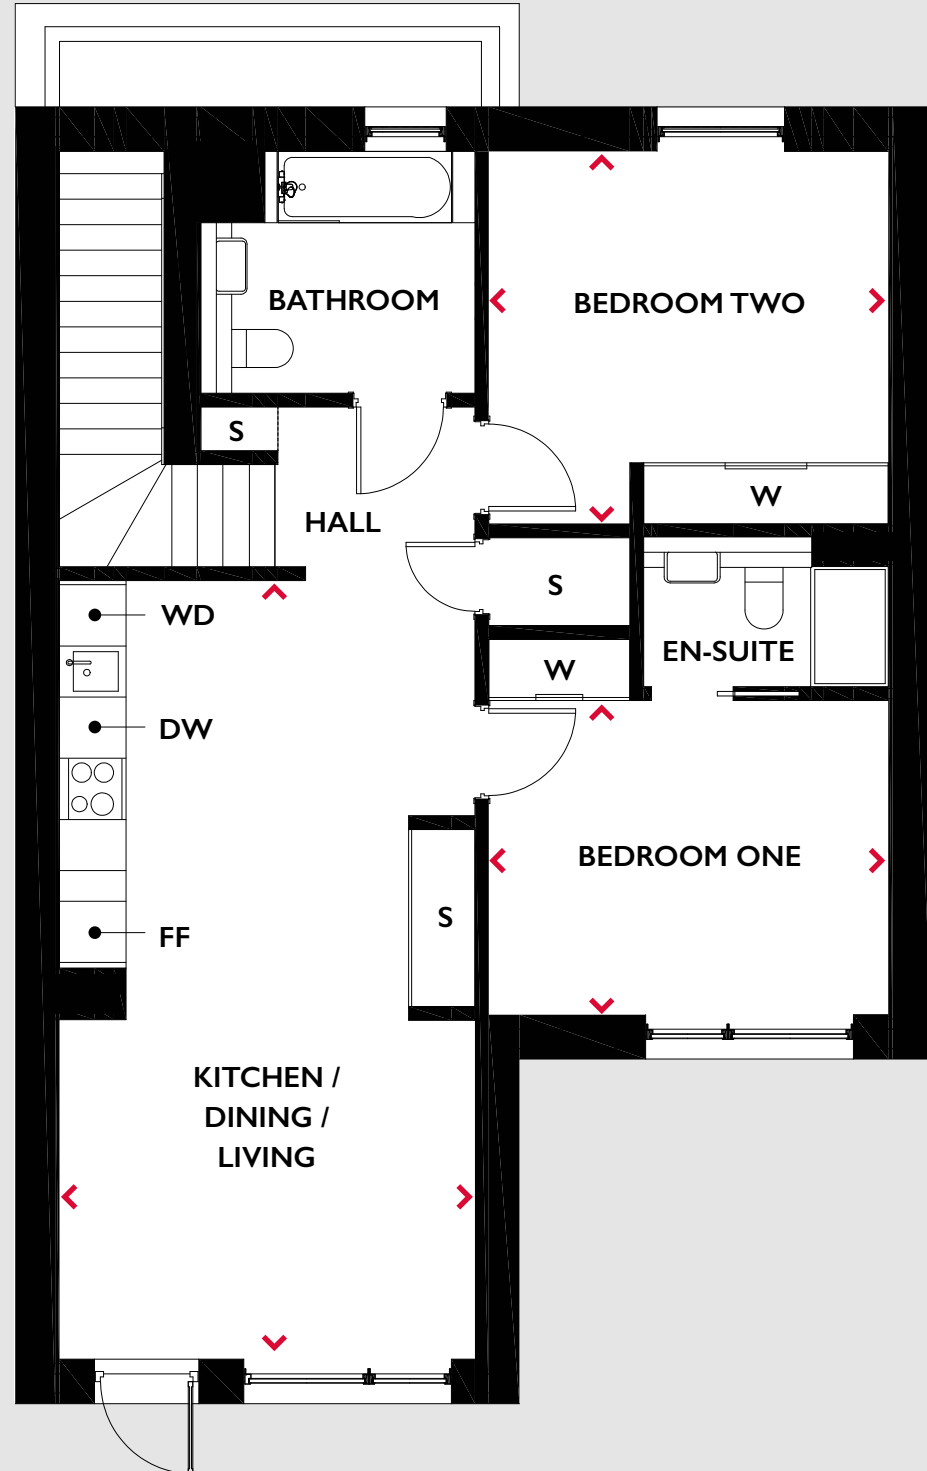 BATHROOM
BEDROOM TWO
S
W
HALL
S
WD
EN-SUITE
W
DW
BEDROOM ONE
S
FF
KITCHEN /
DINING /
LIVING